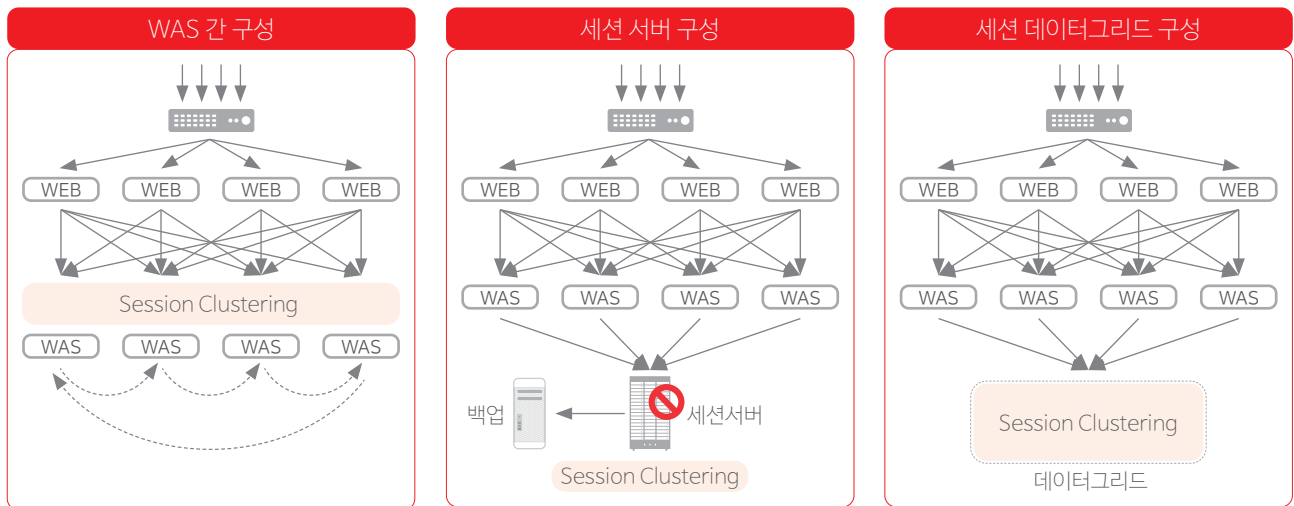 WAS 간 구성
WEB WEB WEB WEB
Session Clustering
WAS WAS WAS WAS
세션 서버 구성
WEB WEB WEB WEB
WAS WAS WAS WAS
백업
세션서버
Session Clustering
세션 데이터그리드 구성
WEB WEB WEB WEB
WAS WAS WAS WAS
Session Clustering
데이터그리드